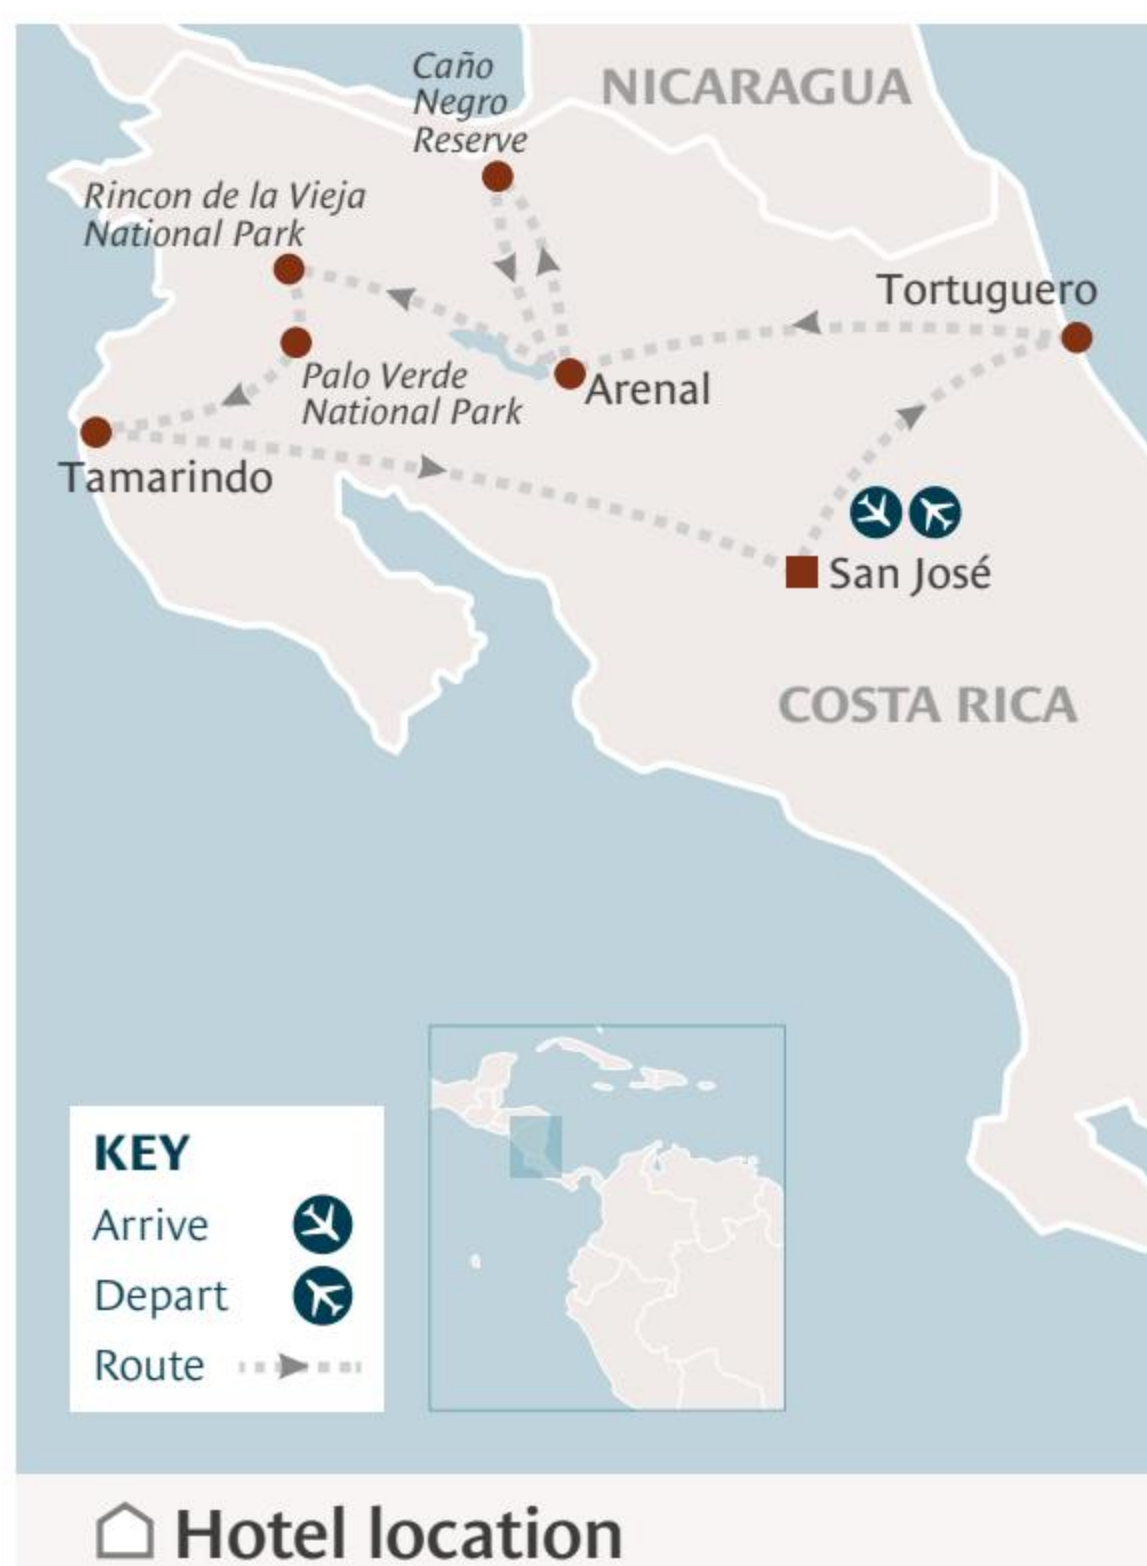 Caño
Negro
Reserve
NICARAGUA
Rincon de la Vieja
National Park
Tortuguero
Palo Verde
National Park
Arenal
Tamarindo
San José
COSTA RICA
KEY
Arrive
Depart
Route
Hotel location